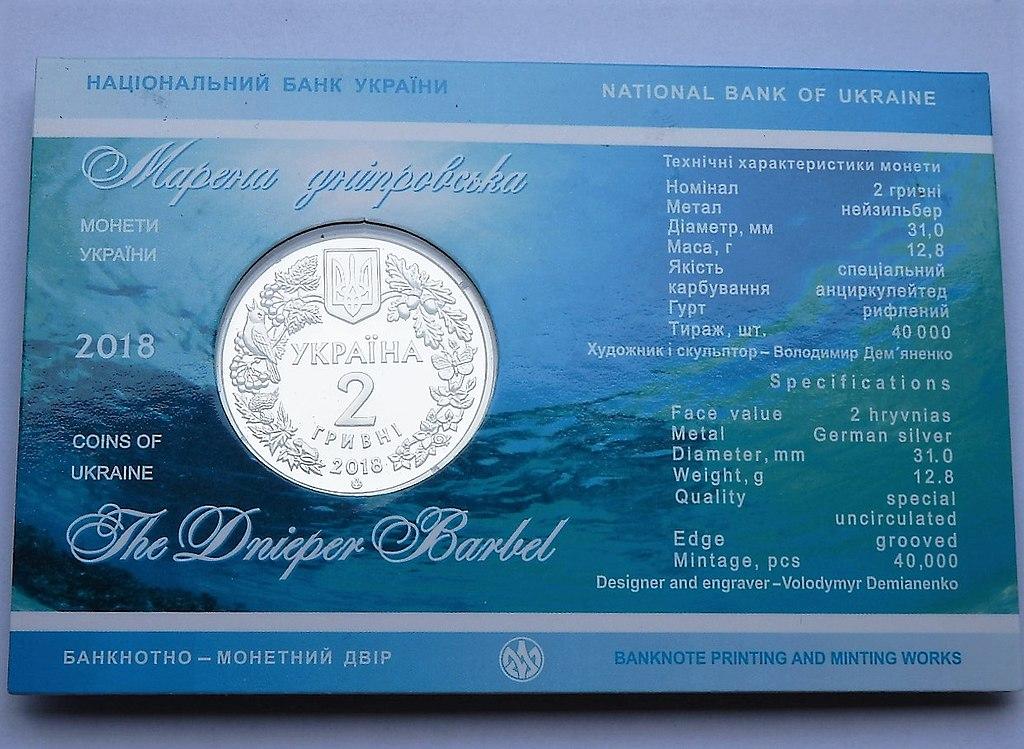 НАЦІОНАЛЬНИЙ БАНК УКРАЇНИ
NATIONAL BANK OF UKRAINE
Марена дніпровська
МОНЕТИ
УКРАЇНИ
2018
COINS OF
UKRAINE
The Dnieper Barbel
УКРАЇНА
2
ГРИВНІ
2018
Технічні характеристики монети
Номінал 2 гривні
Метал нейзильбер
Діаметр, мм 31,0
Маса, г 12,8
Якість спеціальний
карбування анциркулейтед
Гурт рифлений
Тираж, шт. 40 000
Художник і скульптор – Володимир Дем'яненко
Specifications
Face value 2 hryvnias
Metal German silver
Diameter, mm 31.0
Weight, g 12.8
Quality special
uncirculated
Edge grooved
Mintage, pcs 40,000
Designer and engraver – Volodymyr Demianenko
БАНКНОТНО – МОНЕТНИЙ ДВІР
BANKNOTE PRINTING AND MINTING WORKS